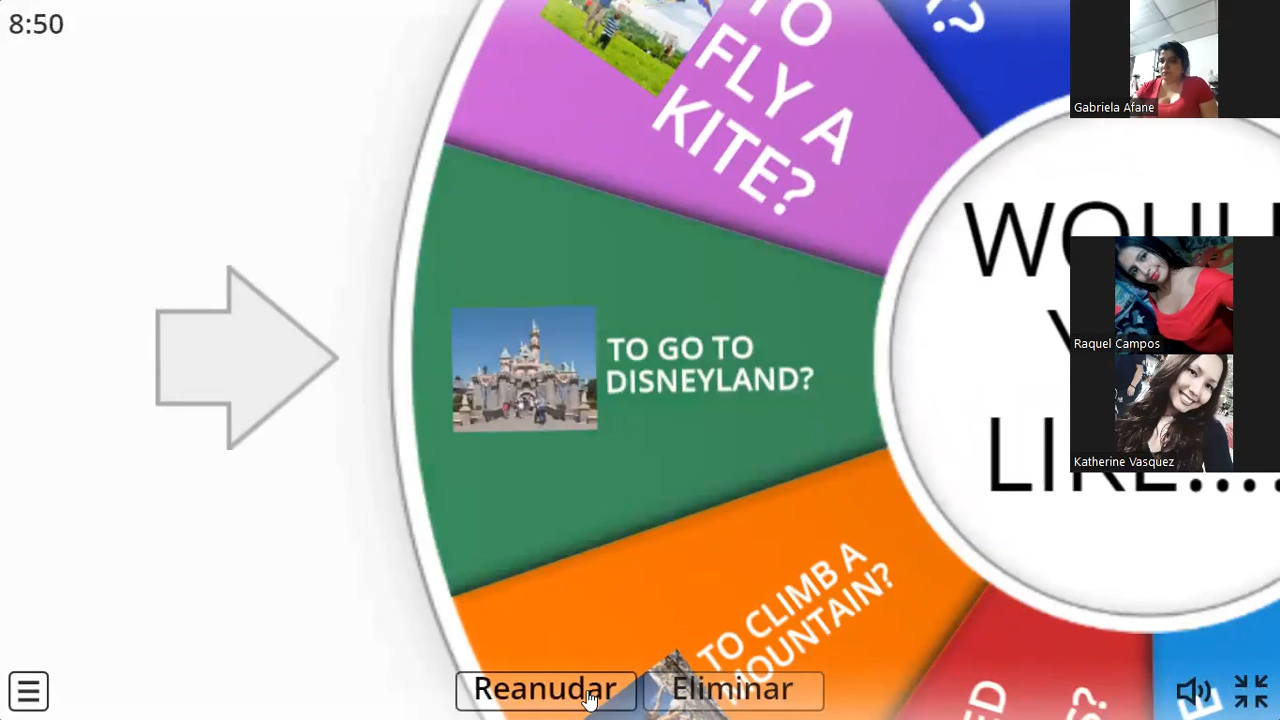 8:50
TO
FLY A
KITE?
TO GO TO
DISNEYLAND?
TO CLIMB A
MOUNTAIN?
Gabriela Afane
Raquel Campos
Katherine Vasquez
Reanudar
Eliminar